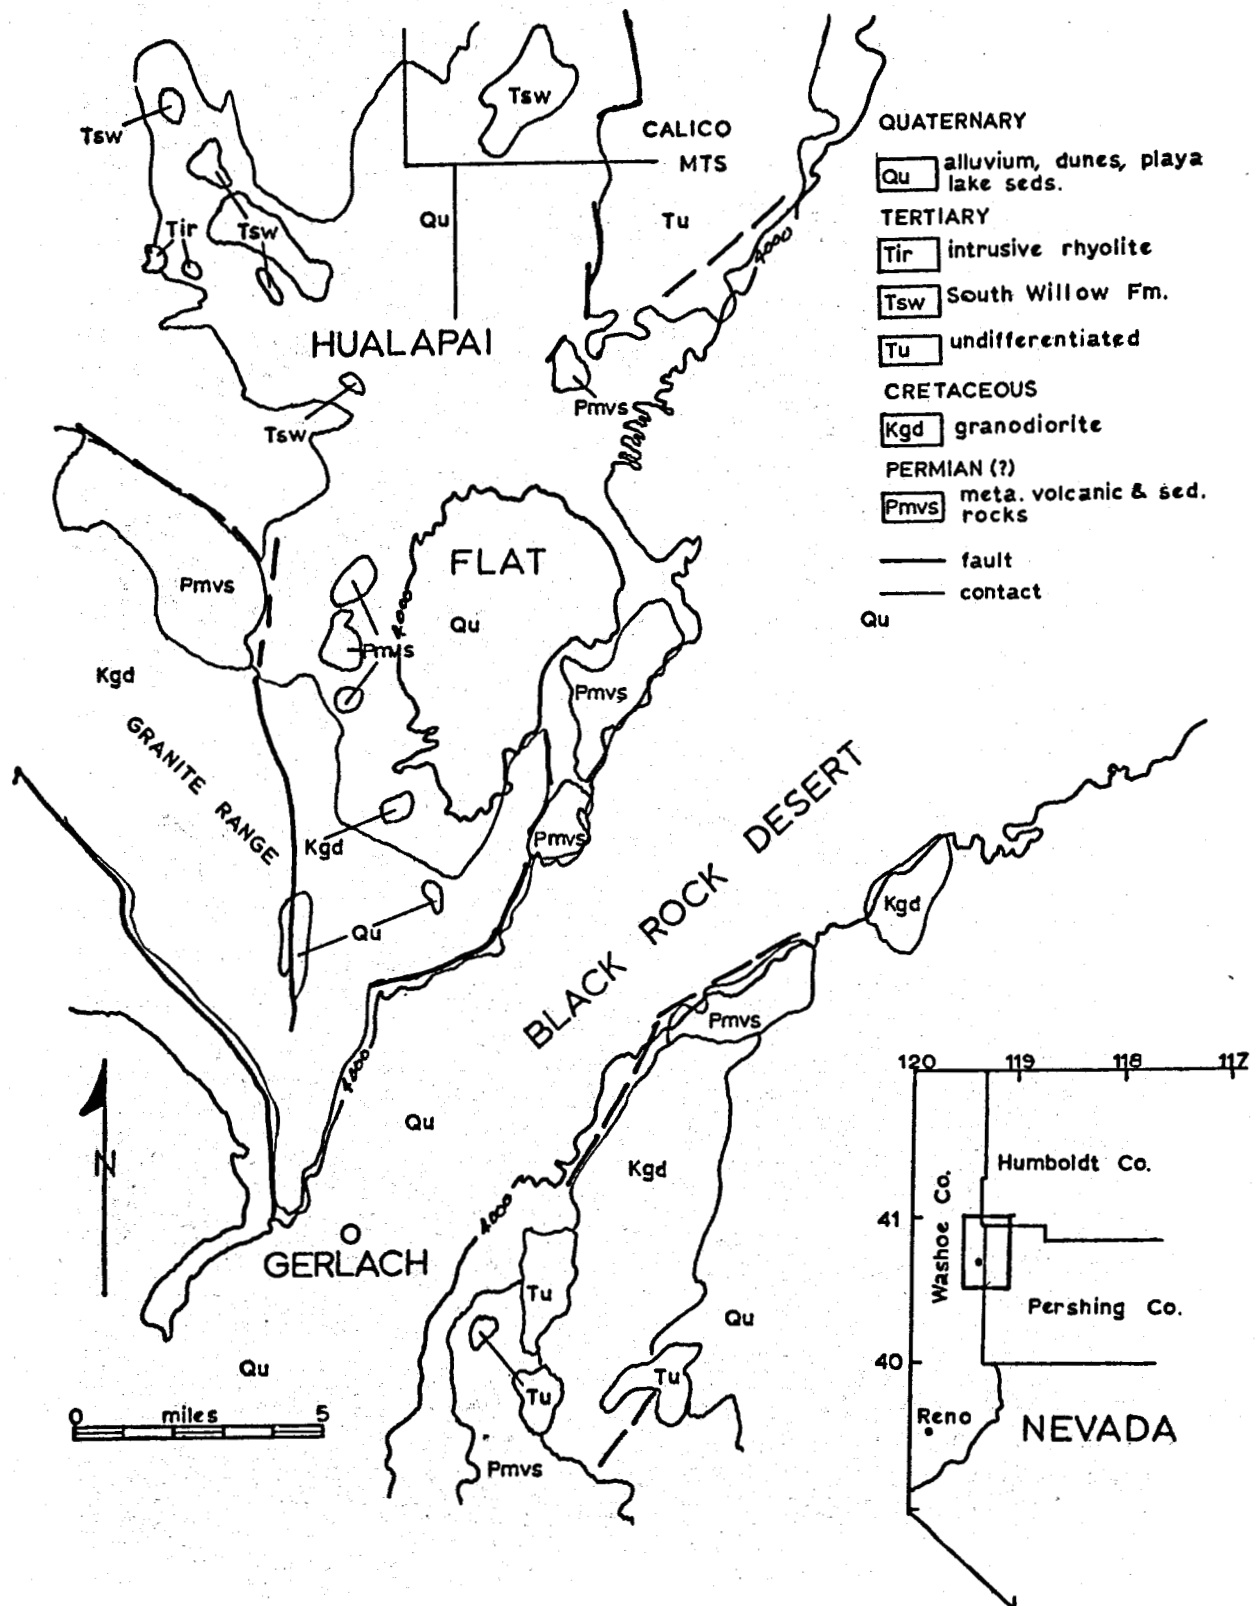 Tsw
Tsw
CALICO
MTS
Qu
Tu
Tir
Tsw
4000
HUALAPAI
Pmvs
Tsw
QUATERNARY
Qu alluvium, dunes, playa
lake seds.
TERTIARY
Tir intrusive rhyolite
Tsw South Willow Fm.
Tu undifferentiated
CRETACEOUS
Kgd granodiorite
PERMIAN (?)
Pmvs meta. volcanic & sed.
rocks
fault
contact
Qu
FLAT
Pmvs
4000
Qu
Pmvs
Kgd
Pmvs
GRANITE RANGE
Kgd
Pmvs
Qu
BLACK ROCK DESERT
Kgd
Pmvs
4000
Qu
N
Kgd
4000
GERLACH
Tu
Qu
Qu
Tu
Tu
Pmvs
0 miles 5
120 119 118 117
Humboldt Co.
Washoe Co.
41
Pershing Co.
40
Reno
NEVADA